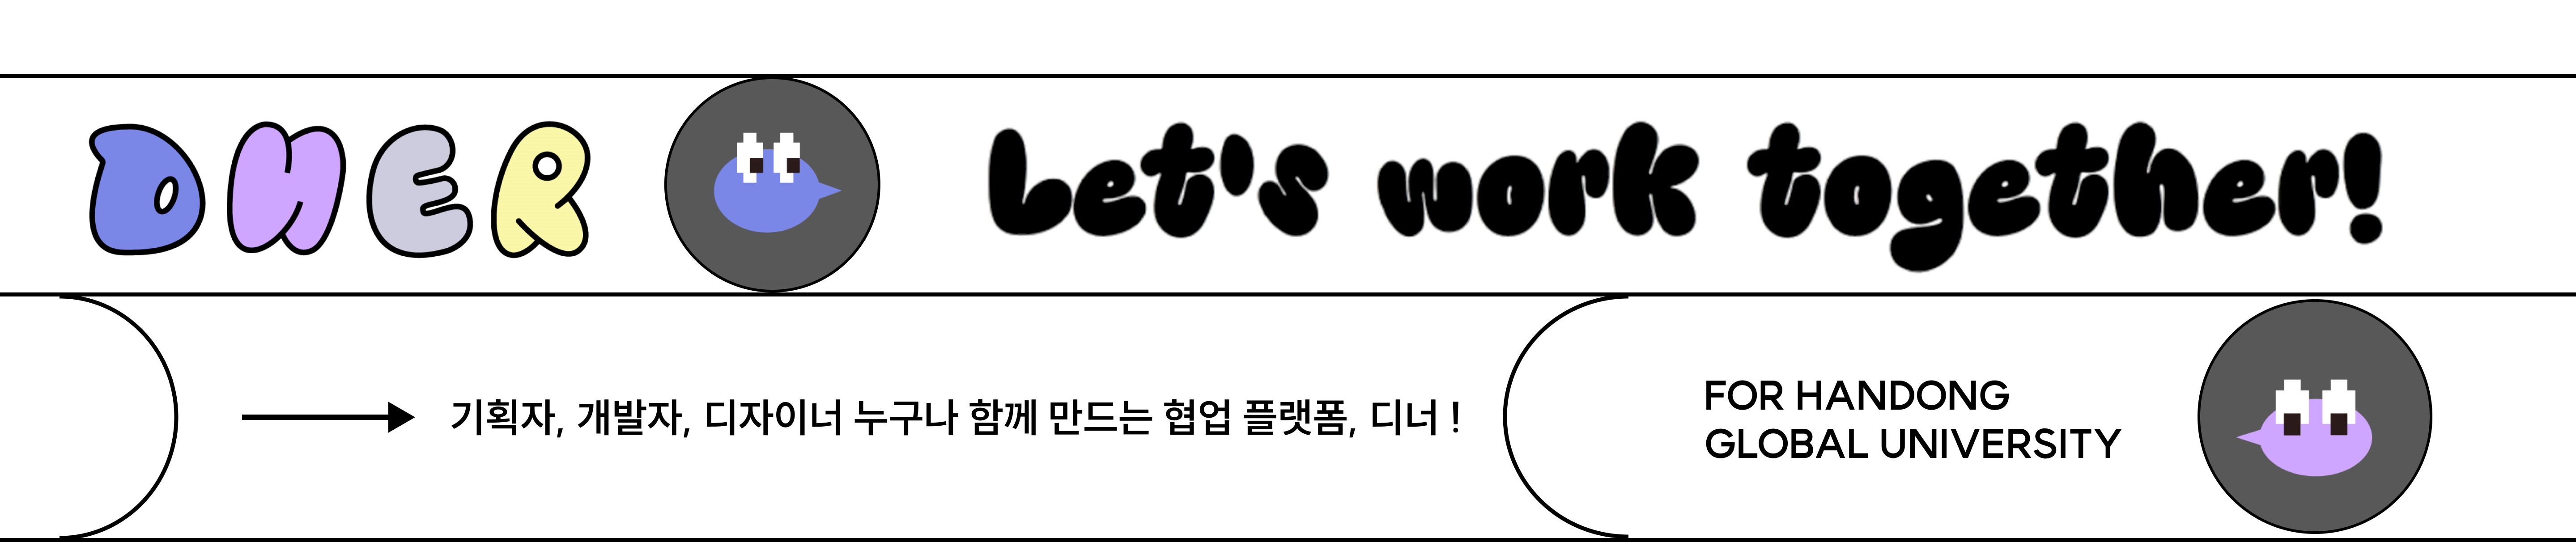 DNER
Let's work together!
기획자, 개발자, 디자이너 누구나 함께 만드는 협업 플랫폼, 디너 !
FOR HANDONG
GLOBAL UNIVERSITY